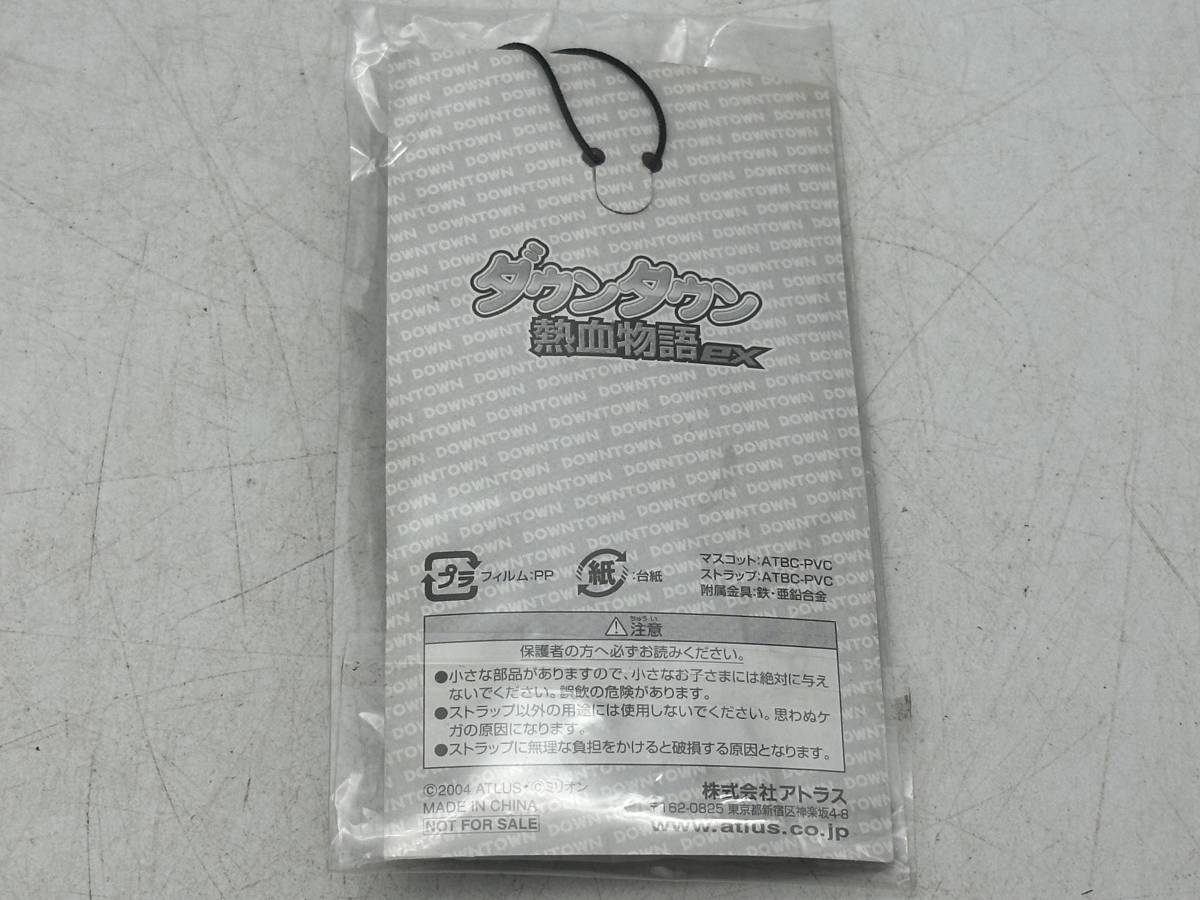 DOWNTOWN DOWNTOWN DOWNTOWN DOWNTOWN
ダウンタウン
熱血物語ex
プラ フィルム:PP
紙 :台紙
マスコット:ATBC-PVC
ストラップ:ATBC-PVC
附属金具:鉄・亜鉛合金
ちゅうい
注意
保護者の方へ必ずお読みください。
●小さな部品がありますので、小さなお子さまには絶対に与え
ないでください。誤飲の危険があります。
●ストラップ以外の用途には使用しないでください。思わぬケ
ガの原因になります。
●ストラップに無理な負担をかけると破損する原因となります。
©2004 ATLUS・©ミリオン
MADE IN CHINA
NOT FOR SALE
株式会社アトラス
〒162-0825 東京都新宿区神楽坂4-8
www.atlus.co.jp